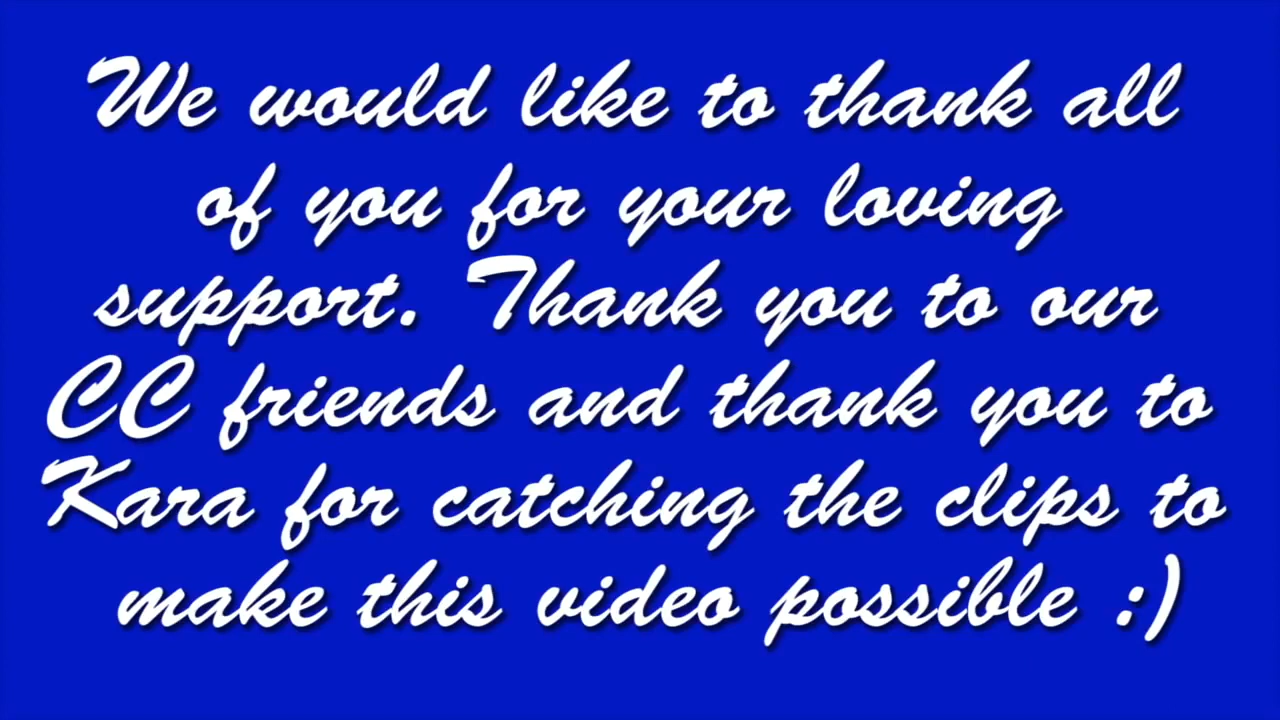 We would like to thank all
of you for your loving
support. Thank you to our
CC friends and thank you to
Kara for catching the clips to
make this video possible :)